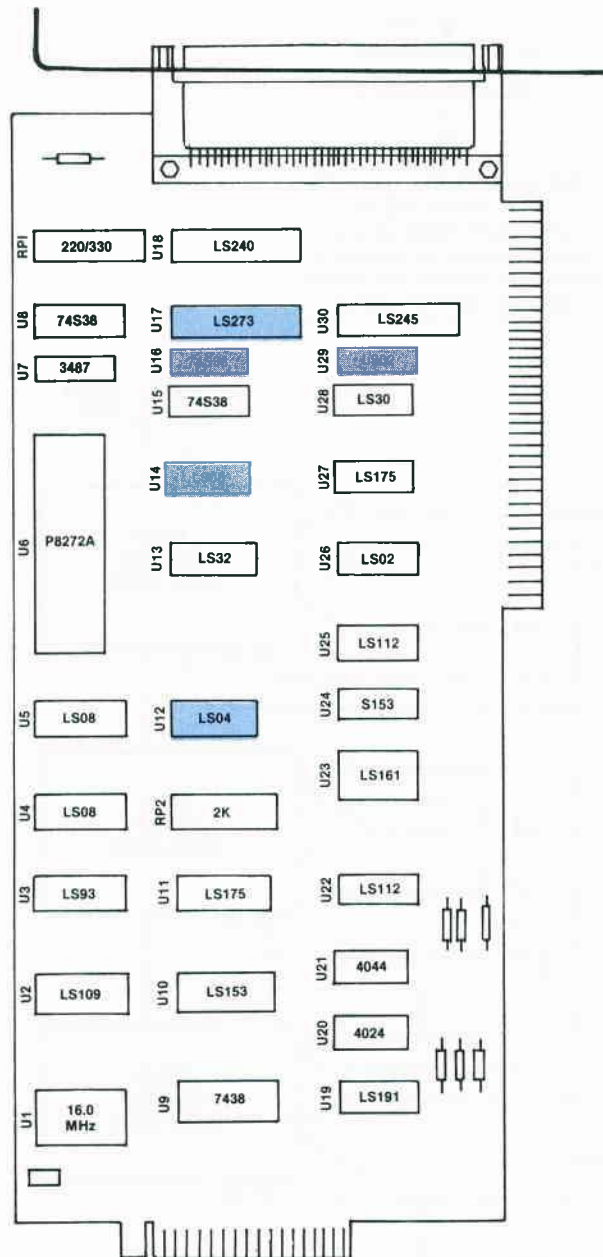 RP1 220/330 U18 LS240
U8 74S38 U17 LS273 U30 LS245
U7 3487 U16 U29
U15 74S38 U28 LS30
U14 U27 LS175
U6 P8272A U13 LS32 U26 LS02
U25 LS112
U5 LS08 U12 LS04 U24 S153
U23 LS161
U4 LS08 RP2 2K
U3 LS93 U11 LS175 U22 LS112
U21 4044
U2 LS109 U10 LS153
U20 4024
U1 16.0 MHz U9 7438 U19 LS191